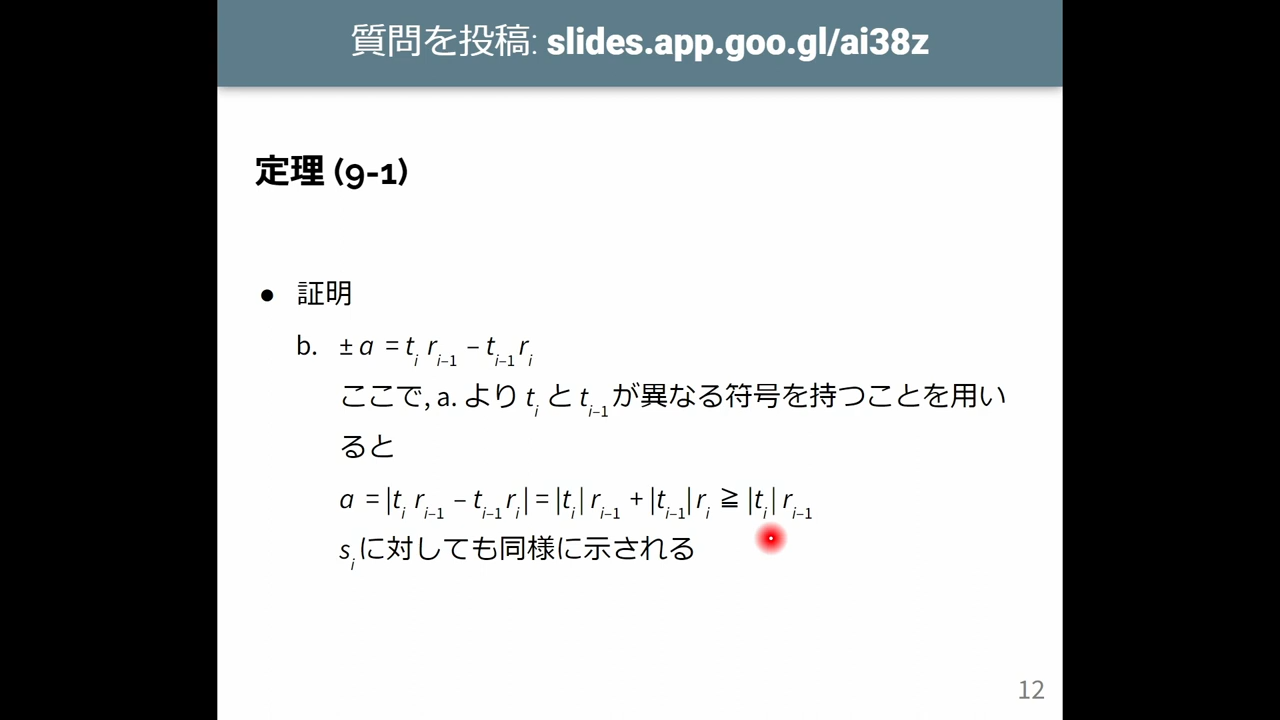 質問を投稿: slides.app.goo.gl/ai38z
定理 (9-1)
● 証明
b. ± a = t_i r_{i–1} – t_{i–1} r_i
ここで, a. より t_i と t_{i–1} が異なる符号を持つことを用い
ると
a = |t_i r_{i–1} – t_{i–1} r_i| = |t_i| r_{i–1} + |t_{i–1}| r_i ≧ |t_i| r_{i–1}
s_i に対しても同様に示される
12